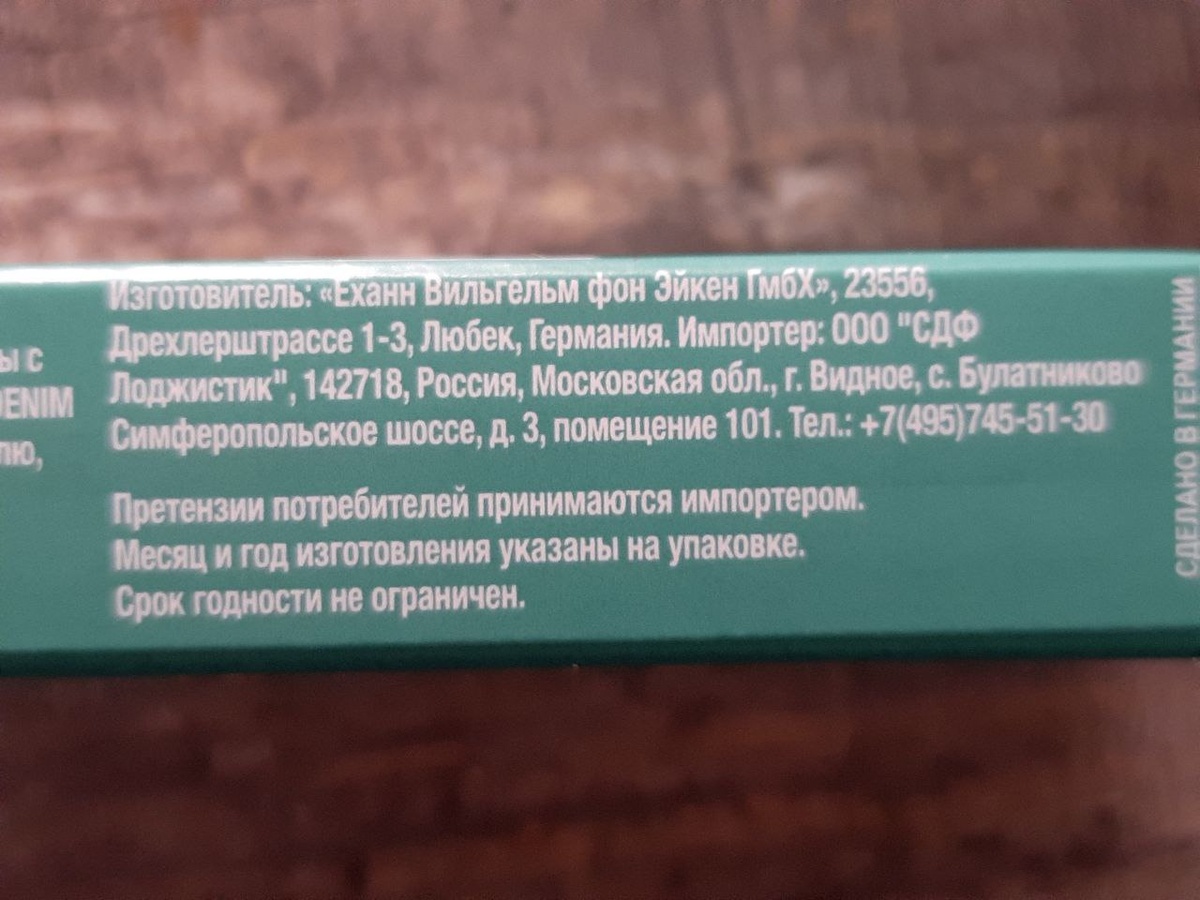 Изготовитель: «Еханн Вильгельм фон Эйкен ГмбХ», 23556,
Дрехлерштрассе 1-3, Любек, Германия. Импортер: ООО "СДФ
Лоджистик", 142718, Россия, Московская обл., г. Видное, с. Булатниково
Симферопольское шоссе, д. 3, помещение 101. Тел.: +7(495)745-51-30
Претензии потребителей принимаются импортером.
Месяц и год изготовления указаны на упаковке.
Срок годности не ограничен.
ы с
DENIM
лю,
СДЕЛАНО В ГЕРМАНИИ